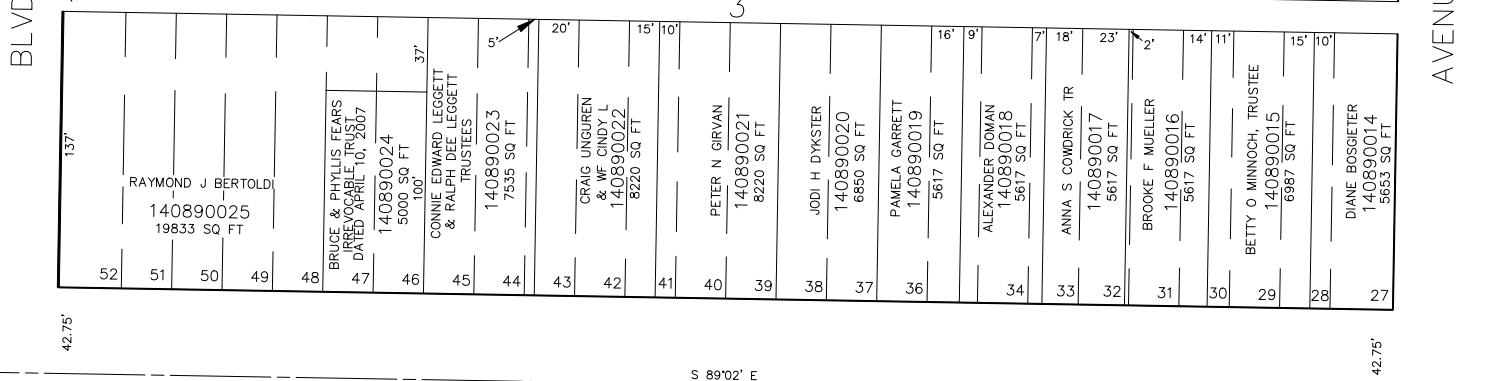 BLVD
3
AVENU
137'
37'
5'
20'
15'
10'
16'
9'
7'
18'
23'
2'
14'
11'
15'
10'
RAYMOND J BERTOLDI
140890025
19833 SQ FT
BRUCE & PHYLLIS FEARS
IRREVOCABLE TRUST
DATED APRIL 10, 2007
140890024
5000 SQ FT
100'
CONNIE EDWARD LEGGETT
& RALPH DEE LEGGETT
TRUSTEES
140890023
7535 SQ FT
CRAIG UNGUREN
& WF CINDY L
140890022
8220 SQ FT
PETER N GIRVAN
140890021
8220 SQ FT
JODI H DYKSTER
140890020
6850 SQ FT
PAMELA GARRETT
140890019
5617 SQ FT
ALEXANDER DOMAN
140890018
5617 SQ FT
ANNA S COWDRICK TR
140890017
5617 SQ FT
BROOKE F MUELLER
140890016
5617 SQ FT
BETTY O MINNOCH, TRUSTEE
140890015
6987 SQ FT
DIANE BOSGIETER
140890014
5653 SQ FT
52
51
50
49
48
47
46
45
44
43
42
41
40
39
38
37
36
34
33
32
31
30
29
28
27
42.75'
42.75'
S 89°02' E